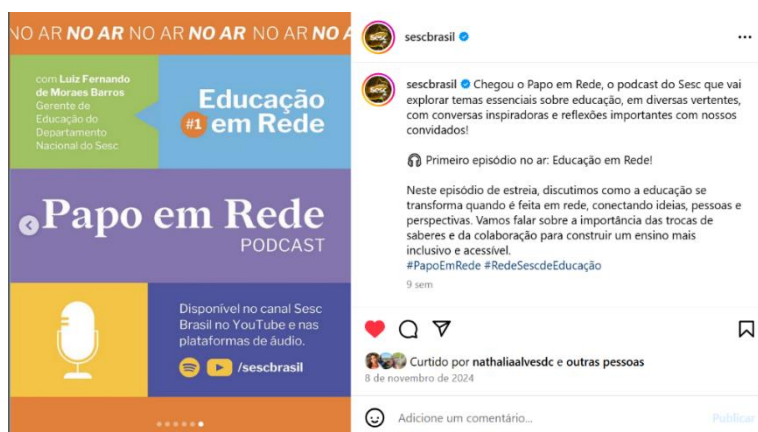 NO AR NO AR NO AR NO AR NO AR NO A
com Luiz Fernando
de Moraes Barros
Gerente de
Educação do
Departamento
Nacional do Sesc
Educação
#1 em Rede
Papo em Rede
PODCAST
Disponível no canal Sesc
Brasil no YouTube e nas
plataformas de áudio.
/sescbrasil
sescbrasil
sescbrasil Chegou o Papo em Rede, o podcast do Sesc que vai
explorar temas essenciais sobre educação, em diversas vertentes,
com conversas inspiradoras e reflexões importantes com nossos
convidados!
Primeiro episódio no ar: Educação em Rede!
Neste episódio de estreia, discutimos como a educação se
transforma quando é feita em rede, conectando ideias, pessoas e
perspectivas. Vamos falar sobre a importância das trocas de
saberes e da colaboração para construir um ensino mais
inclusivo e acessível.
#PapoEmRede #RedeSescdeEducação
9 sem
Curtido por nathaliaalvesdc e outras pessoas
8 de novembro de 2024
Adicione um comentário...
Publicar